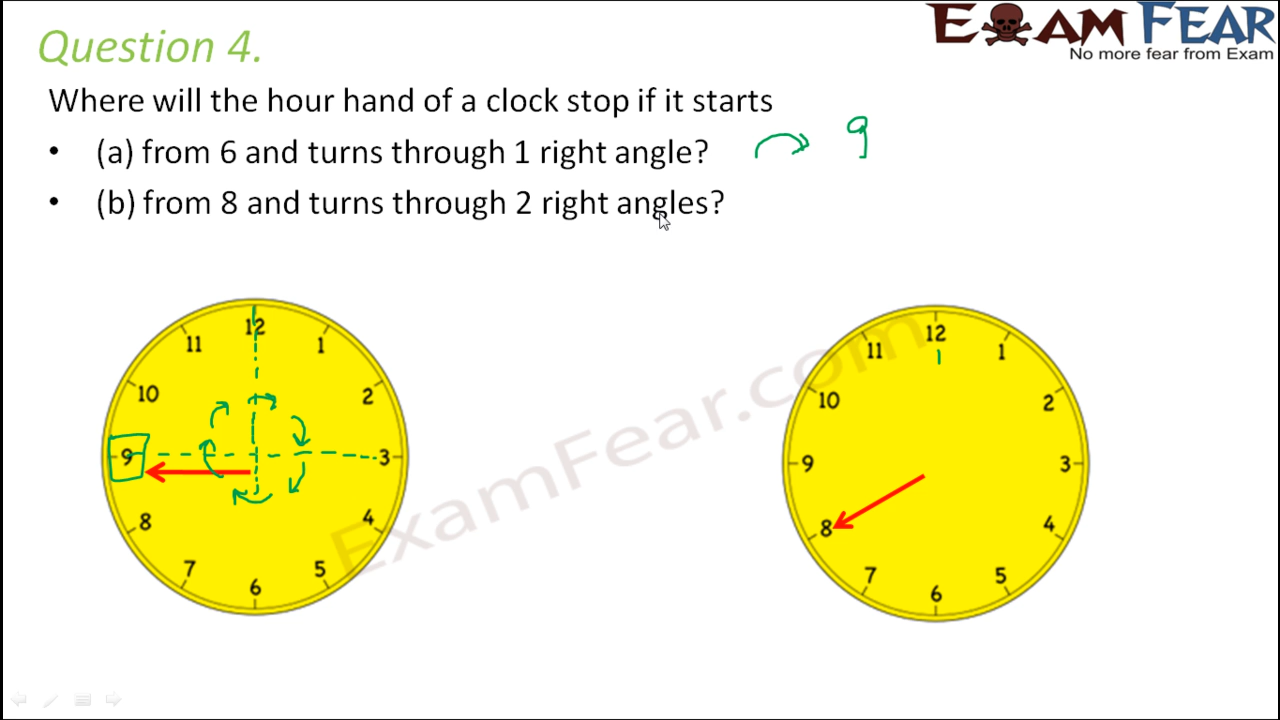 EXAM FEAR
No more fear from Exam
Question 4.
Where will the hour hand of a clock stop if it starts
• (a) from 6 and turns through 1 right angle? 9
• (b) from 8 and turns through 2 right angles?
12
11 1
10 2
9 3
8 4
7 5
6
12
11 1
10 2
9 3
8 4
7 5
6
ExamFear.com